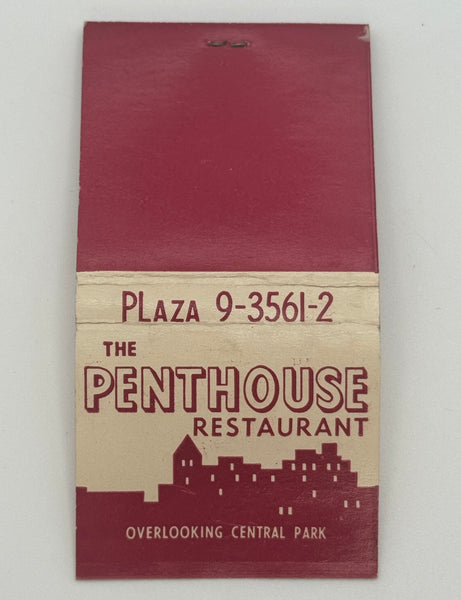 PLAZA 9-3561-2
THE
PENTHOUSE
RESTAURANT
OVERLOOKING CENTRAL PARK